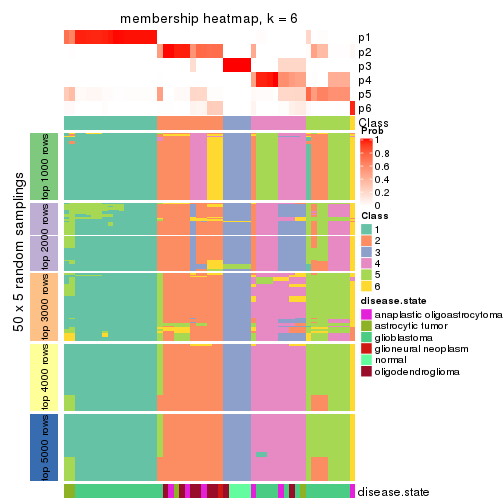 membership heatmap, k = 6
p1
p2
p3
p4
p5
p6
Class
Prob
1
0.8
0.6
0.4
0.2
0
Class
1
2
3
4
5
6
disease.state
anaplastic oligoastrocytoma
astrocytic tumor
glioblastoma
glioneural neoplasm
normal
oligodendroglioma
50 x 5 random samplings
top 1000 rows
top 2000 rows
top 3000 rows
top 4000 rows
top 5000 rows
disease.state